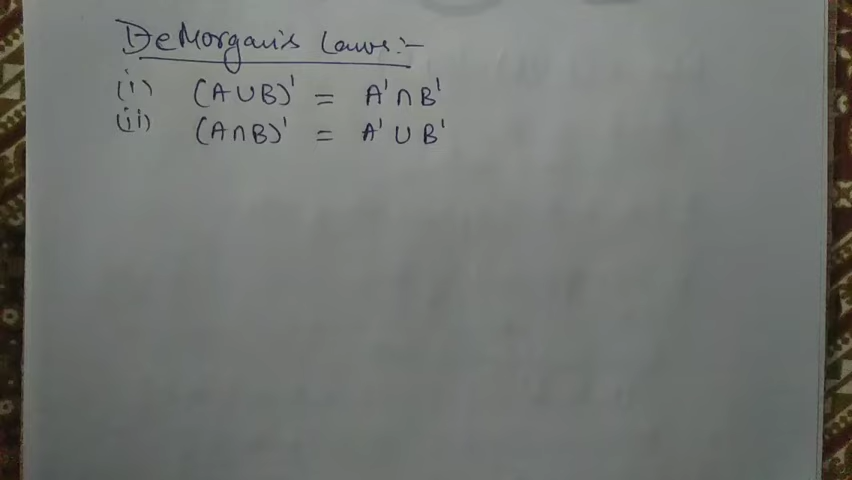 DeMorgan's Laws:-
(i) (A∪B)' = A'∩B'
(ii) (A∩B)' = A'∪B'